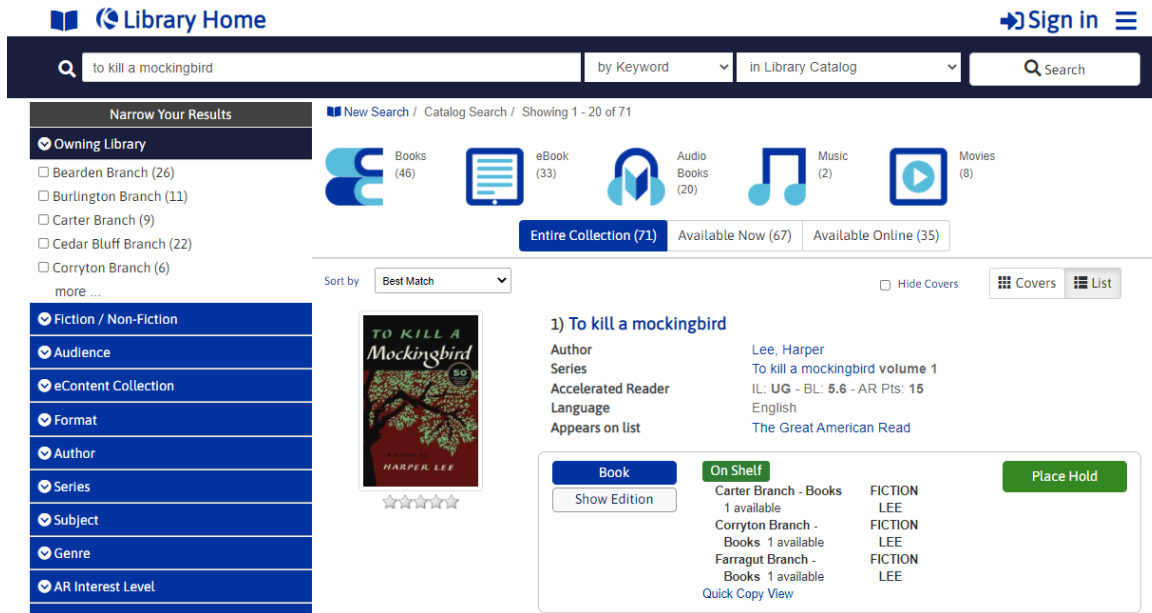 Library Home
Sign in
to kill a mockingbird
by Keyword
in Library Catalog
Search
Narrow Your Results
Owning Library
Bearden Branch (26)
Burlington Branch (11)
Carter Branch (9)
Cedar Bluff Branch (22)
Corryton Branch (6)
more ...
Fiction / Non-Fiction
Audience
eContent Collection
Format
Author
Series
Subject
Genre
AR Interest Level
New Search / Catalog Search / Showing 1 - 20 of 71
Books
(46)
eBook
(33)
Audio
Books
(20)
Music
(2)
Movies
(8)
Entire Collection (71)
Available Now (67)
Available Online (35)
Sort by
Best Match
Hide Covers
Covers
List
TO KILL A
Mockingbird
50
A NOVEL BY
HARPER LEE
1) To kill a mockingbird
Author Lee, Harper
Series To kill a mockingbird volume 1
Accelerated Reader IL: UG - BL: 5.6 - AR Pts: 15
Language English
Appears on list The Great American Read
Book
Show Edition
On Shelf
Carter Branch - Books FICTION
1 available LEE
Corryton Branch - FICTION
Books 1 available LEE
Farragut Branch - FICTION
Books 1 available LEE
Quick Copy View
Place Hold